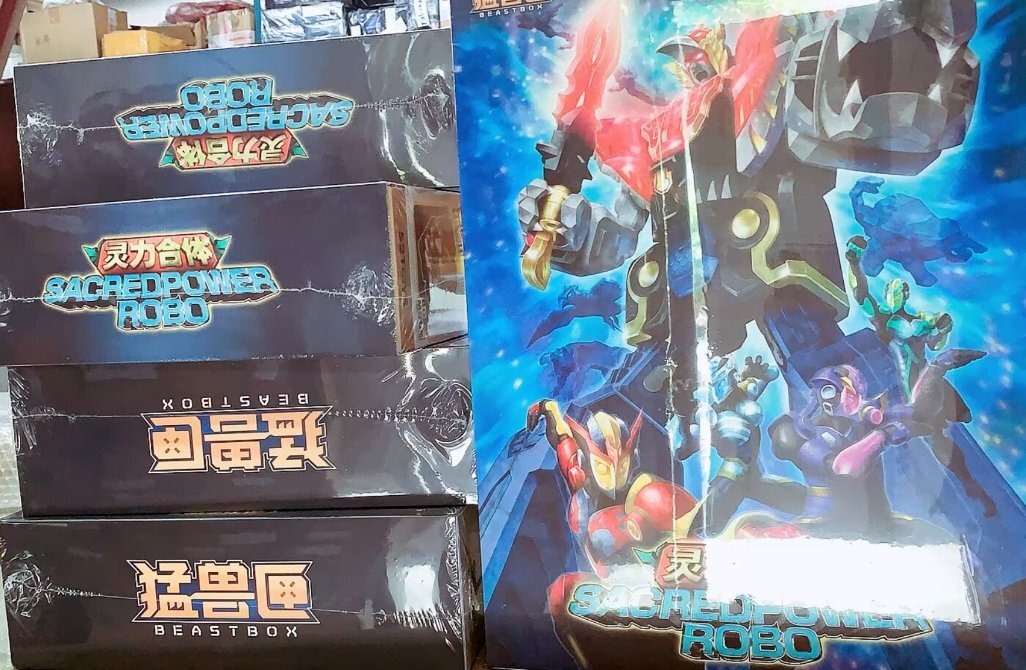 灵力合体
SACREDPOWER
ROBO
灵力合体
SACREDPOWER
ROBO
猛兽匣
BEASTBOX
猛兽匣
BEASTBOX
BEASTBOX
灵
SACREDPOWER
ROBO